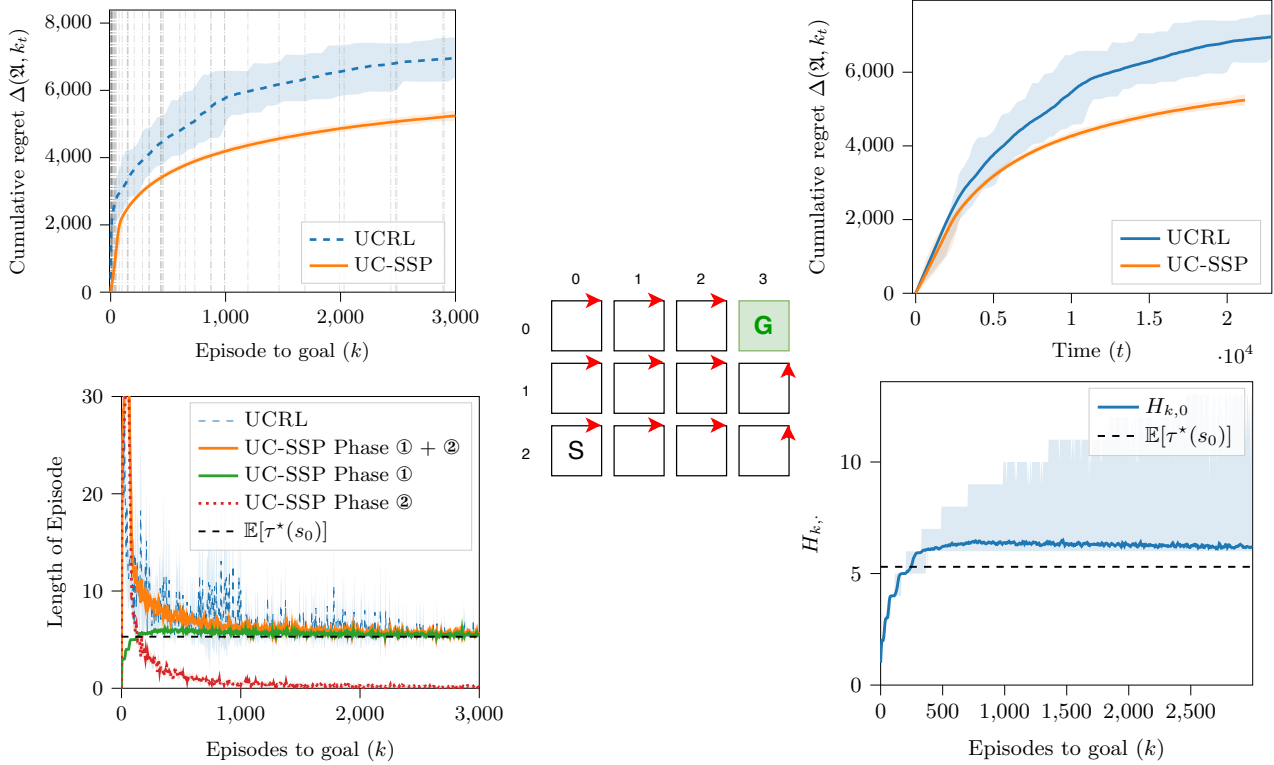 8,000
6,000
4,000
2,000
0
Cumulative regret Δ(𝔄, k_t)
0
1,000
2,000
3,000
Episode to goal (k)
UCRL
UC-SSP
0
1
2
3
0
1
2
G
S
6,000
4,000
2,000
0
Cumulative regret Δ(𝔄, k_t)
0
0.5
1
1.5
2
Time (t)
·10⁴
UCRL
UC-SSP
30
20
10
0
Length of Episode
0
1,000
2,000
3,000
Episodes to goal (k)
UCRL
UC-SSP Phase ① + ②
UC-SSP Phase ①
UC-SSP Phase ②
𝔼[τ⋆(s₀)]
10
5
0
H_{k,·}
0
500
1,000
1,500
2,000
2,500
Episodes to goal (k)
H_{k,0}
𝔼[τ⋆(s₀)]